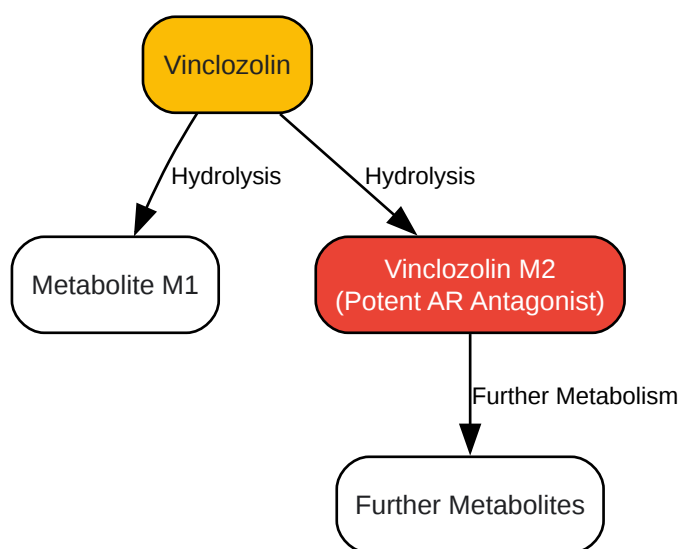 Vinclozolin
Hydrolysis
Hydrolysis
Metabolite M1
Vinclozolin M2
(Potent AR Antagonist)
Further Metabolism
Further Metabolites